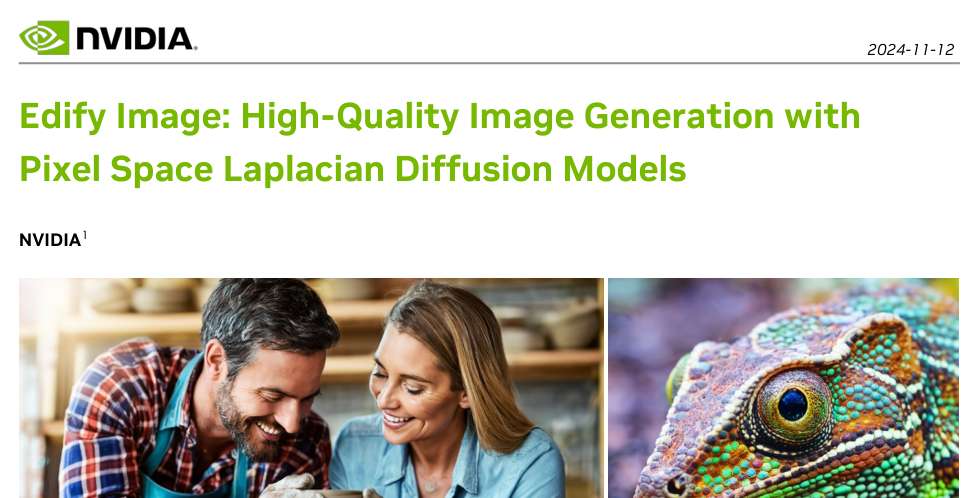 NVIDIA.
2024-11-12
Edify Image: High-Quality Image Generation with
Pixel Space Laplacian Diffusion Models
NVIDIA¹